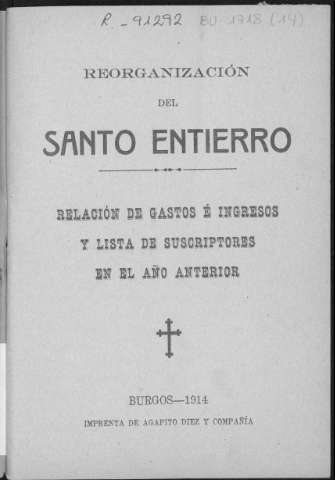 R-91292 BU-1718 (14)
REORGANIZACIÓN
DEL
SANTO ENTIERRO
RELACIÓN DE GASTOS É INGRESOS
Y LISTA DE SUSCRIPTORES
EN EL AÑO ANTERIOR
BURGOS—1914
IMPRENTA DE AGAPITO DIEZ Y COMPAÑÍA